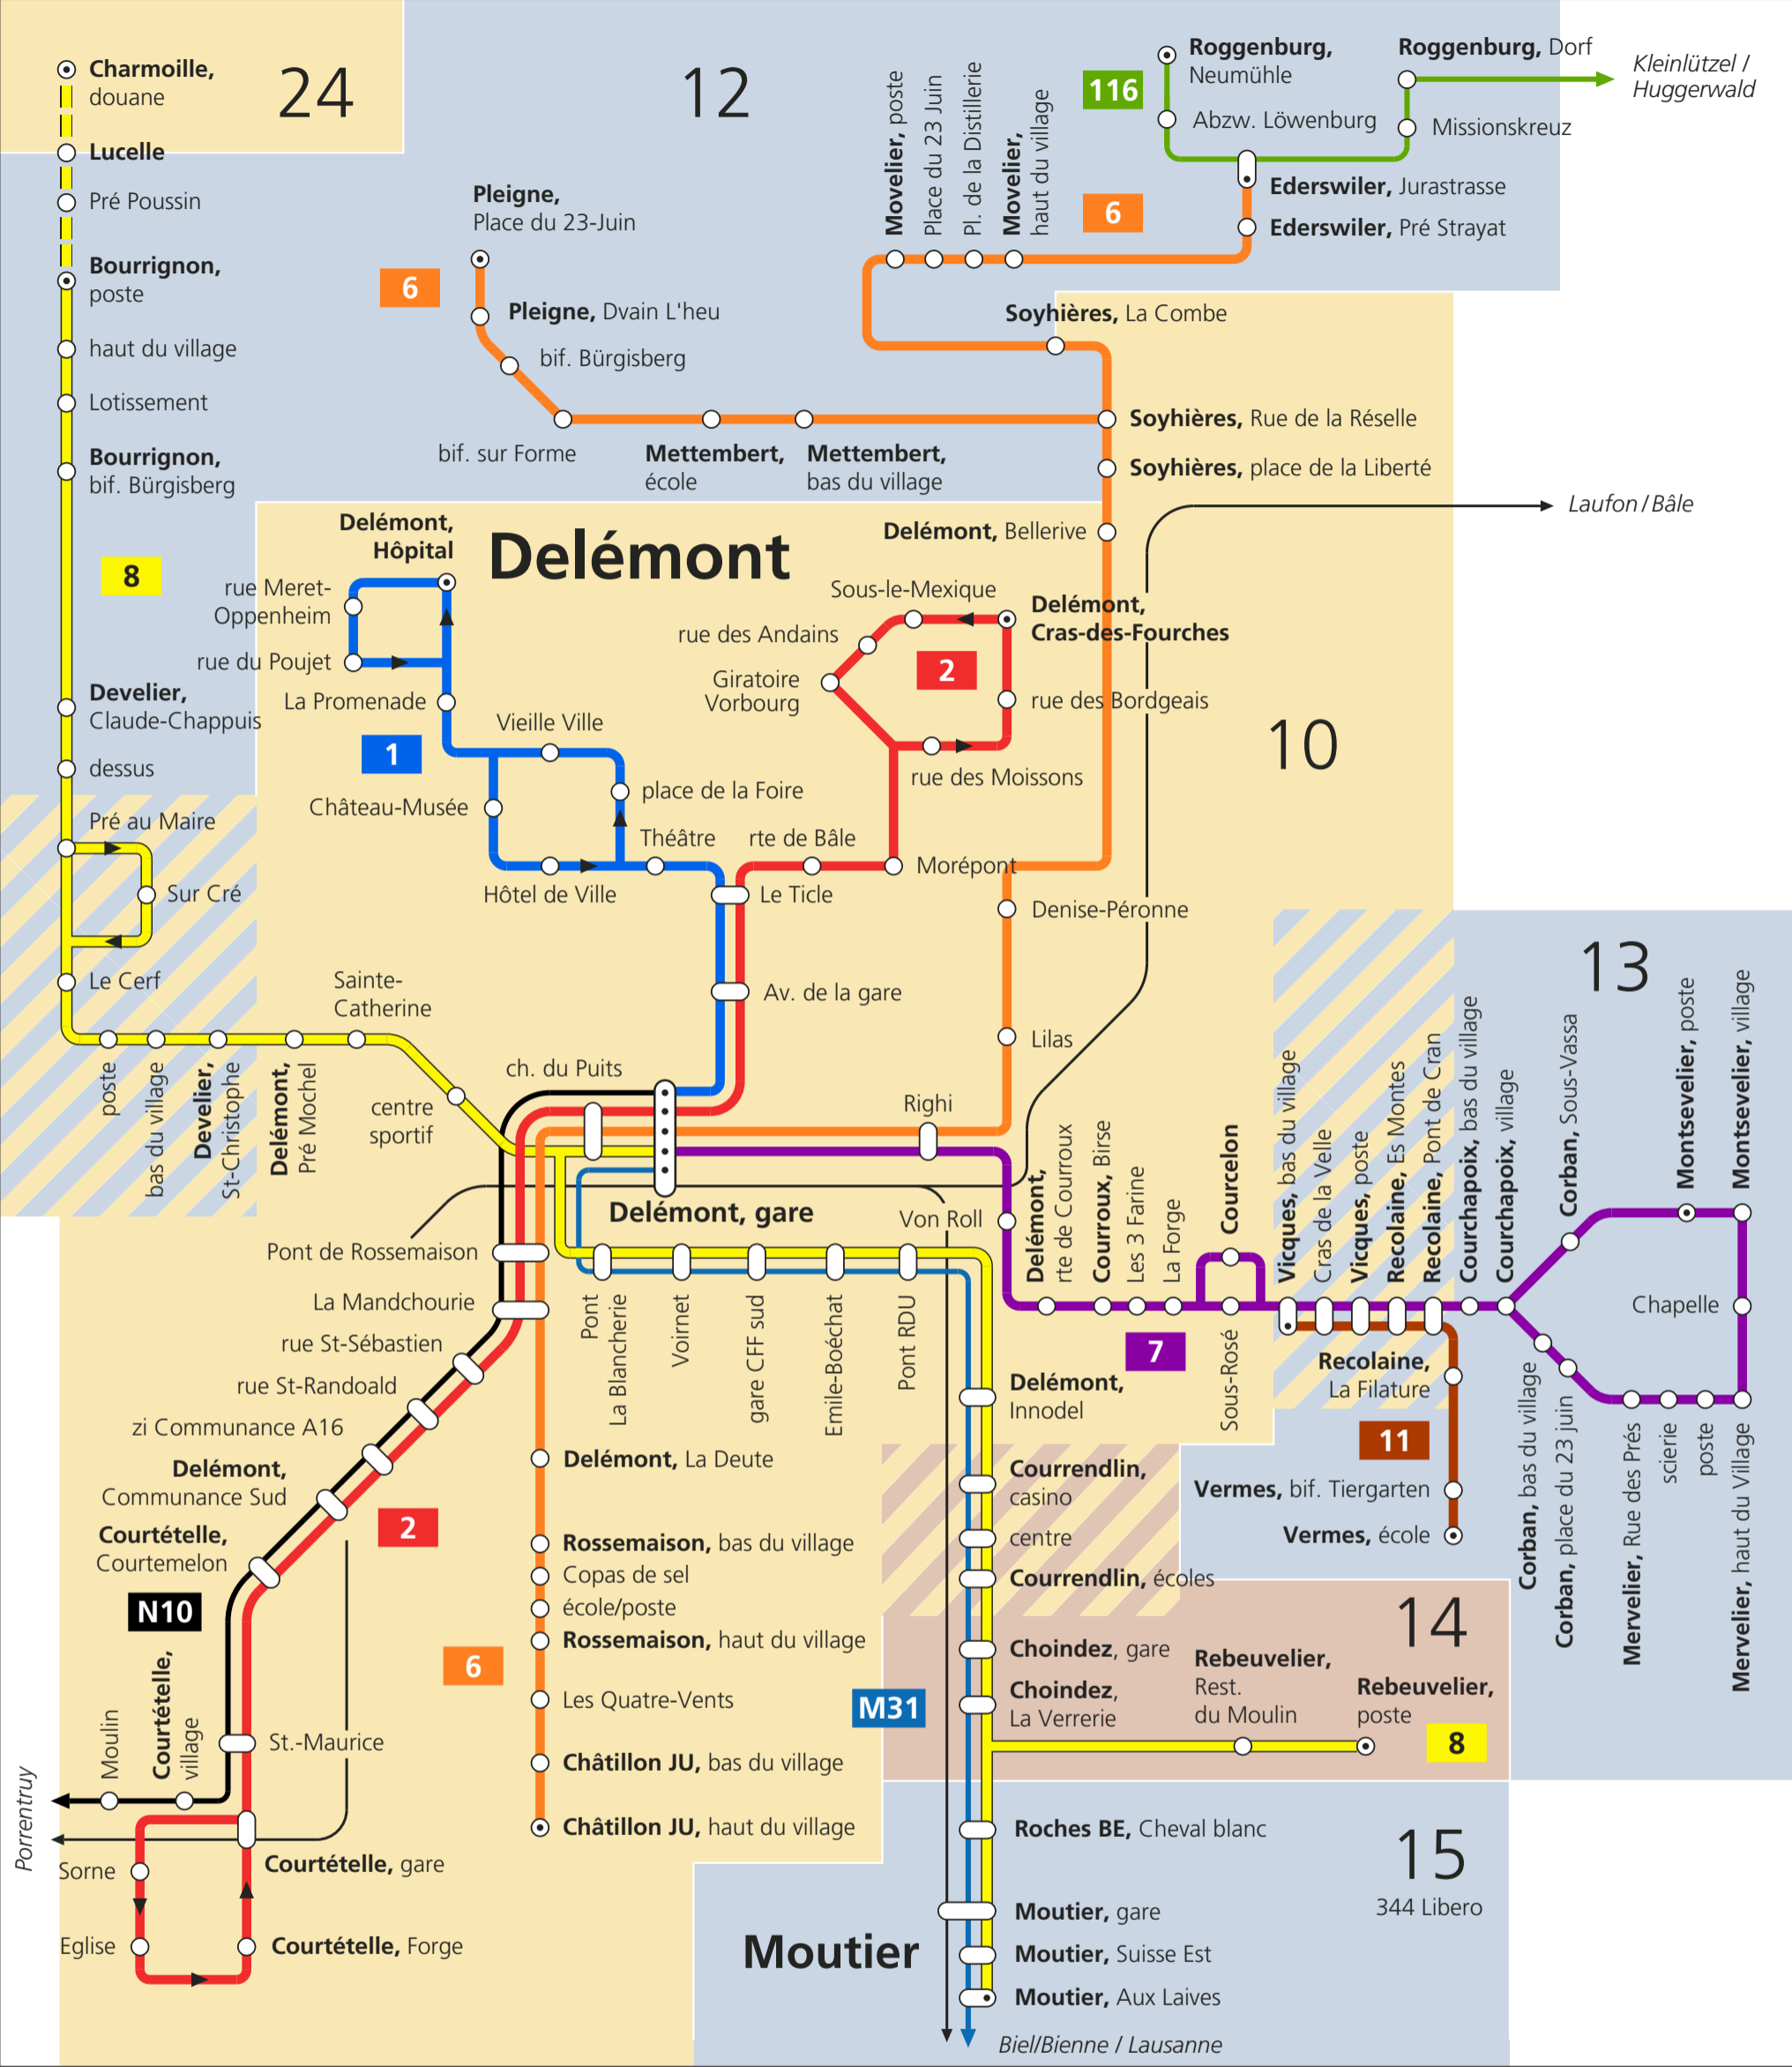 Charmoille,
douane
Lucelle
Pré Poussin
Bourrignon,
poste
haut du village
Lotissement
Bourrignon,
bif. Bürgisberg
8
Develier,
Claude-Chappuis
dessus
Pré au Maire
Sur Cré
Le Cerf
24
12
Pleigne,
Place du 23-Juin
6
Pleigne, Dvain L'heu
bif. Bürgisberg
bif. sur Forme
Mettembert,
école
Mettembert,
bas du village
Movelier, poste
Place du 23 Juin
Pl. de la Distillerie
Movelier,
haut du village
116
Roggenburg,
Neumühle
Abzw. Löwenburg
Roggenburg, Dorf
Missionskreuz
Kleinlützel /
Huggerwald
6
Ederswiler, Jurastrasse
Ederswiler, Pré Strayat
Soyhières, La Combe
Soyhières, Rue de la Réselle
Soyhières, place de la Liberté
Laufon / Bâle
Delémont, Bellerive
Delémont
Delémont,
Hôpital
rue Meret-
Oppenheim
rue du Poujet
La Promenade
1
Vieille Ville
Château-Musée
place de la Foire
Hôtel de Ville
Théâtre
Sous-le-Mexique
Delémont,
Cras-des-Fourches
rue des Andains
2
Giratoire
Vorbourg
rue des Bordgeais
rue des Moissons
10
rte de Bâle
Morépont
Le Ticle
Denise-Péronne
Av. de la gare
Lilas
Sainte-
Catherine
centre
sportif
poste
bas du village
Develier,
St-Christophe
Delémont,
Pré Mochel
ch. du Puits
Righi
Delémont, gare
Von Roll
Pont de Rossemaison
La Mandchourie
rue St-Sébastien
rue St-Randoald
zi Communance A16
Delémont,
Communance Sud
Courtételle,
Courtemelon
2
N10
Moulin
Courtételle,
village
St.-Maurice
Porrentruy
Courtételle, gare
Sorne
Eglise
Courtételle, Forge
Pont
La Blancherie
Voirnet
gare CFF sud
Emile-Boéchat
Pont RDU
Delémont, La Deute
Rossemaison, bas du village
Copas de sel
école/poste
Rossemaison, haut du village
6
Les Quatre-Vents
Châtillon JU, bas du village
Châtillon JU, haut du village
Delémont,
rte de Courroux
Courroux, Birse
Les 3 Farine
La Forge
Courcelon
Sous-Rosé
7
Vicques, bas du village
Cras de la Velle
Vicques, poste
Recolaine, Es Montes
Recolaine, Pont de Cran
Courchapoix, bas du village
Courchapoix, village
13
Corban, Sous-Vassa
Montsevelier, poste
Montsevelier, village
Chapelle
Corban, bas du village
Corban, place du 23 juin
Mervelier, Rue des Prés
scierie
poste
Mervelier, haut du Village
Recolaine,
La Filature
11
Vermes, bif. Tiergarten
Vermes, école
Delémont,
Innodel
Courrendlin,
casino
centre
Courrendlin, écoles
14
Choindez, gare
M31
Choindez,
La Verrerie
Rebeuvelier,
Rest.
du Moulin
Rebeuvelier,
poste
8
Roches BE, Cheval blanc
15
344 Libero
Moutier
Moutier, gare
Moutier, Suisse Est
Moutier, Aux Laives
Biel/Bienne / Lausanne